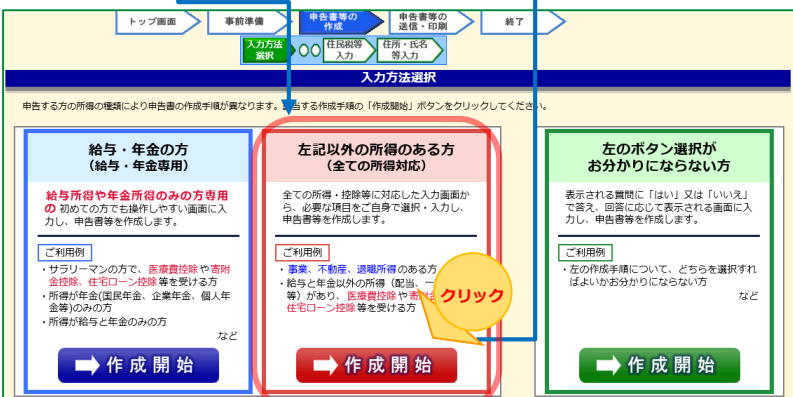 トップ画面
事前準備
申告書等の
作成
申告書等の
送信・印刷
終了
入力方法
選択
○○
住民税等
入力
住所・氏名
等入力
入力方法選択
申告する方の所得の種類により申告書の作成手順が異なります。 当する作成手順の「作成開始」ボタンをクリックしてください。
給与・年金の方
（給与・年金専用）
給与所得や年金所得のみの方専用
の 初めての方でも操作しやすい画面に入
力し、申告書等を作成します。
ご利用例
・サラリーマンの方で、医療費控除や寄附
金控除、住宅ローン控除等を受ける方
・所得が年金(国民年金、企業年金、個人年
金等)のみの方
・所得が給与と年金のみの方
など
作成開始
左記以外の所得のある方
（全ての所得対応）
全ての所得・控除等に対応した入力画面か
ら、必要な項目をご自身で選択・入力し、
申告書等を作成します。
ご利用例
・事業、不動産、退職所得のある方
・給与と年金以外の所得（配当、一
等）があり、医療費控除や寄附金
住宅ローン控除等を受ける方
クリック
作成開始
左のボタン選択が
お分かりにならない方
表示される質問に「はい」又は「いいえ」
で答え、回答に応じて表示される画面に入
力し、申告書等を作成します。
ご利用例
・左の作成手順について、どちらを選択すれ
ばよいかお分かりにならない方
など
作成開始